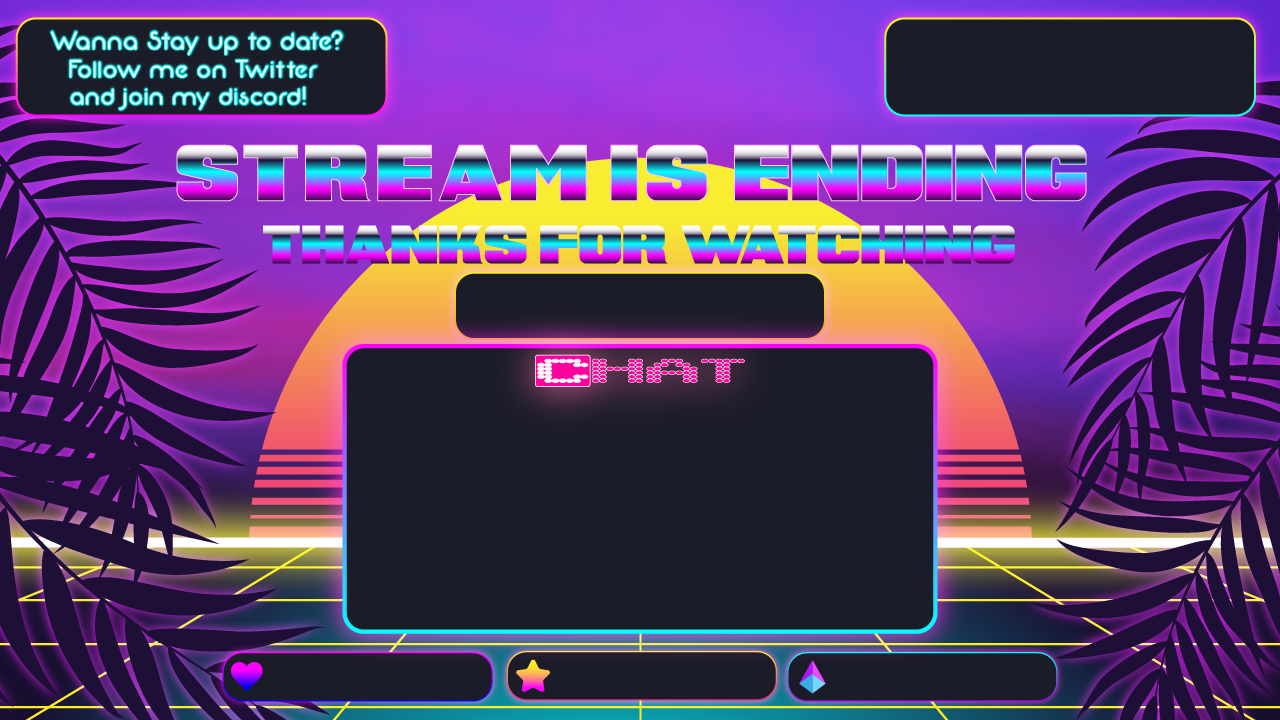 Wanna Stay up to date?
Follow me on Twitter
and join my discord!
STREAM IS ENDING
THANKS FOR WATCHING
CHAT